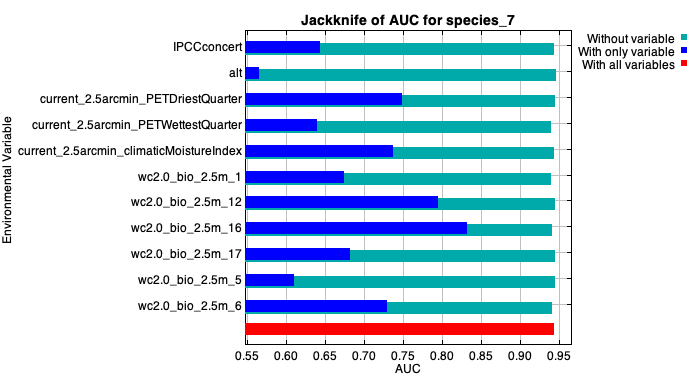 Jackknife of AUC for species_7
Without variable
With only variable
With all variables
Environmental Variable
IPCCconcert
alt
current_2.5arcmin_PETDriestQuarter
current_2.5arcmin_PETWettestQuarter
current_2.5arcmin_climaticMoistureIndex
wc2.0_bio_2.5m_1
wc2.0_bio_2.5m_12
wc2.0_bio_2.5m_16
wc2.0_bio_2.5m_17
wc2.0_bio_2.5m_5
wc2.0_bio_2.5m_6
0.55 0.60 0.65 0.70 0.75 0.80 0.85 0.90 0.95
AUC